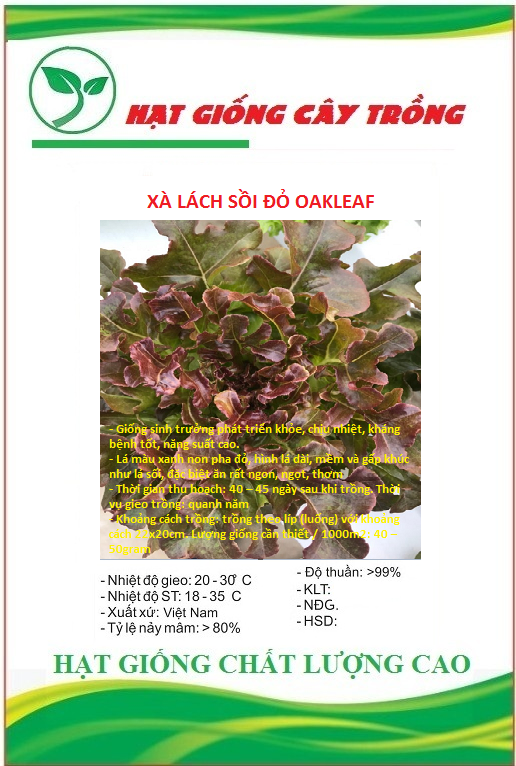 HẠT GIỐNG CÂY TRỒNG
XÀ LÁCH SỒI ĐỎ OAKLEAF
- Giống sinh trưởng phát triển khỏe, chịu nhiệt, kháng
bệnh tốt, năng suất cao.
- Lá màu xanh non pha đỏ, hình lá dài, mềm và gấp khúc
như lá sồi, đặc biệt ăn rất ngon, ngọt, thơm
- Thời gian thu hoạch: 40 – 45 ngày sau khi trồng. Thời
vụ gieo trồng: quanh năm
- Khoảng cách trồng: trồng theo líp (luống) với khoảng
cách Lượng giống cần thiết / 1000m2: 40 –
50gram
- Nhiệt độ gieo: 20 - 30° C
- Nhiệt độ ST: 18 - 35 C
- Xuất xứ: Việt Nam
- Tỷ lệ nảy mầm: > 80%
- Độ thuần: >99%
- KLT:
- NĐG.
- HSD:
HẠT GIỐNG CHẤT LƯỢNG CAO